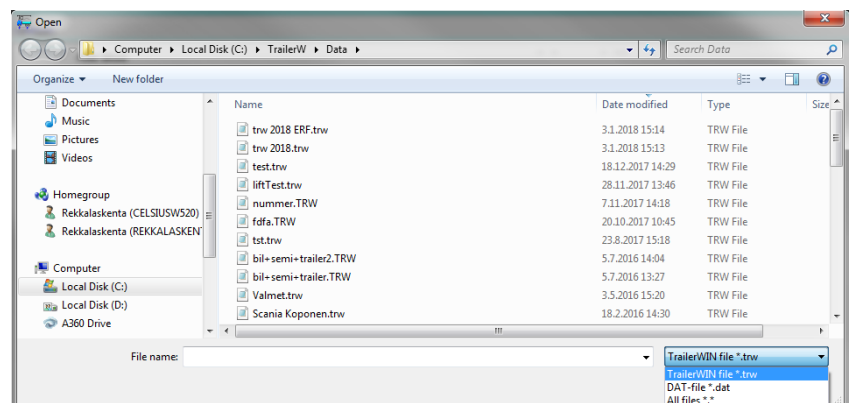 Open
Computer ▸ Local Disk (C:) ▸ TrailerW ▸ Data ▸
Search Data
Organize New folder
Documents
Music
Pictures
Videos
Homegroup
Rekkalaskenta (CELSIUSW520)
Rekkalaskenta (REKKALASKEN
Computer
Local Disk (C:)
Local Disk (D:)
A360 Drive
Name Date modified Type Size
trw 2018 ERF.trw 3.1.2018 15:14 TRW File
trw 2018.trw 3.1.2018 15:13 TRW File
test.trw 18.12.2017 14:29 TRW File
liftTest.trw 28.11.2017 13:46 TRW File
nummer.TRW 7.11.2017 14:18 TRW File
fdfa.TRW 20.10.2017 10:45 TRW File
tst.trw 23.8.2017 15:18 TRW File
bil+semi+trailer2.TRW 5.7.2016 14:04 TRW File
bil+semi+trailer.TRW 5.7.2016 13:27 TRW File
Valmet.trw 3.5.2016 15:20 TRW File
Scania Koponen.trw 18.2.2016 14:30 TRW File
File name:
TrailerWIN file *.trw
TrailerWIN file *.trw
DAT-file *.dat
All files *.*